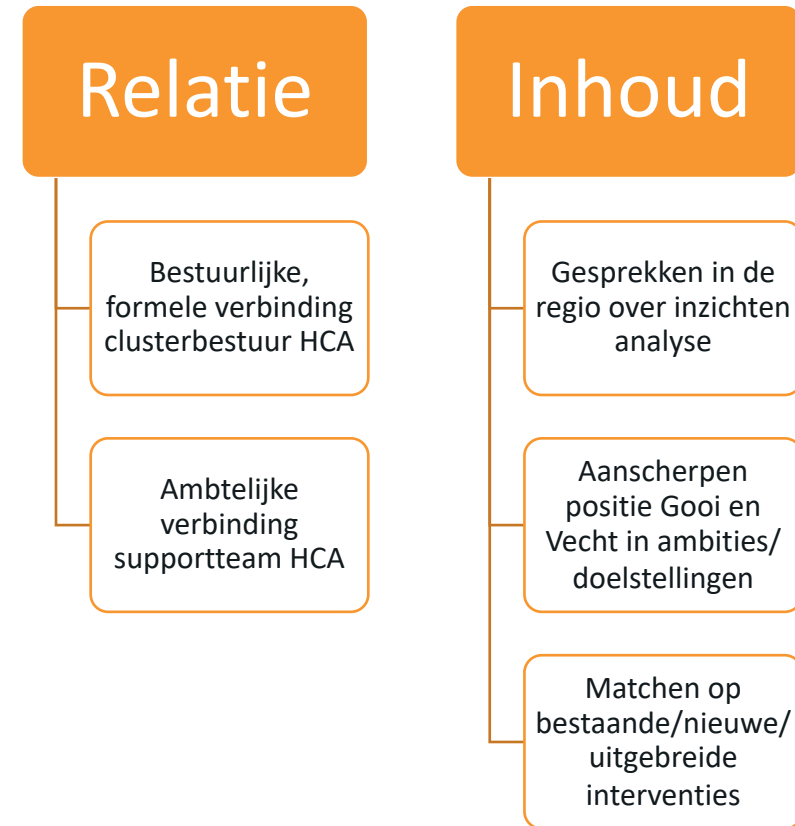 Relatie
Bestuurlijke,
formele verbinding
clusterbestuur HCA
Ambtelijke
verbinding
supportteam HCA
Inhoud
Gesprekken in de
regio over inzichten
analyse
Aanscherpen
positie Gooi en
Vecht in ambities/
doelstellingen
Matchen op
bestaande/nieuwe/
uitgebreide
interventies